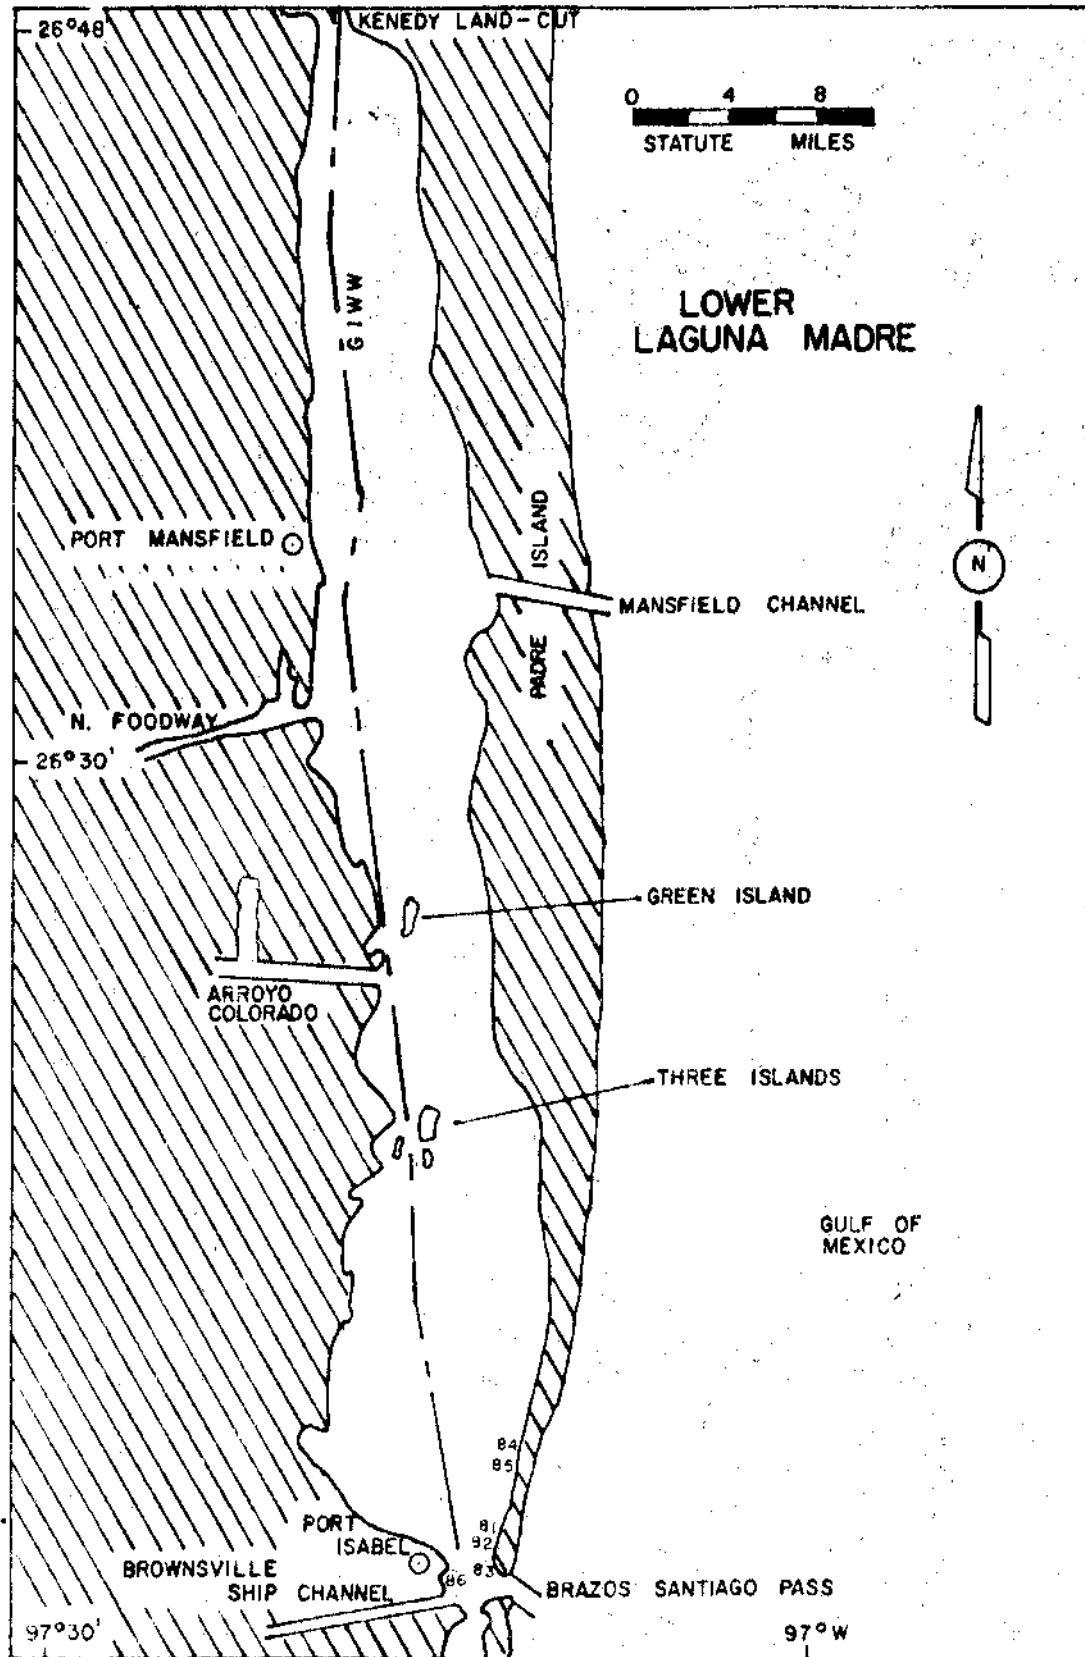 KENEDY LAND-CUT
26°48'
0 4 8
STATUTE MILES
GIWW
LOWER
LAGUNA MADRE
PORT MANSFIELD
PADRE ISLAND
N
MANSFIELD CHANNEL
N. FOODWAY
26°30'
GREEN ISLAND
ARROYO
COLORADO
THREE ISLANDS
GULF OF
MEXICO
84
85
81
82
83
86
PORT
ISABEL
BROWNSVILLE
SHIP CHANNEL
BRAZOS SANTIAGO PASS
97°30'
97°W